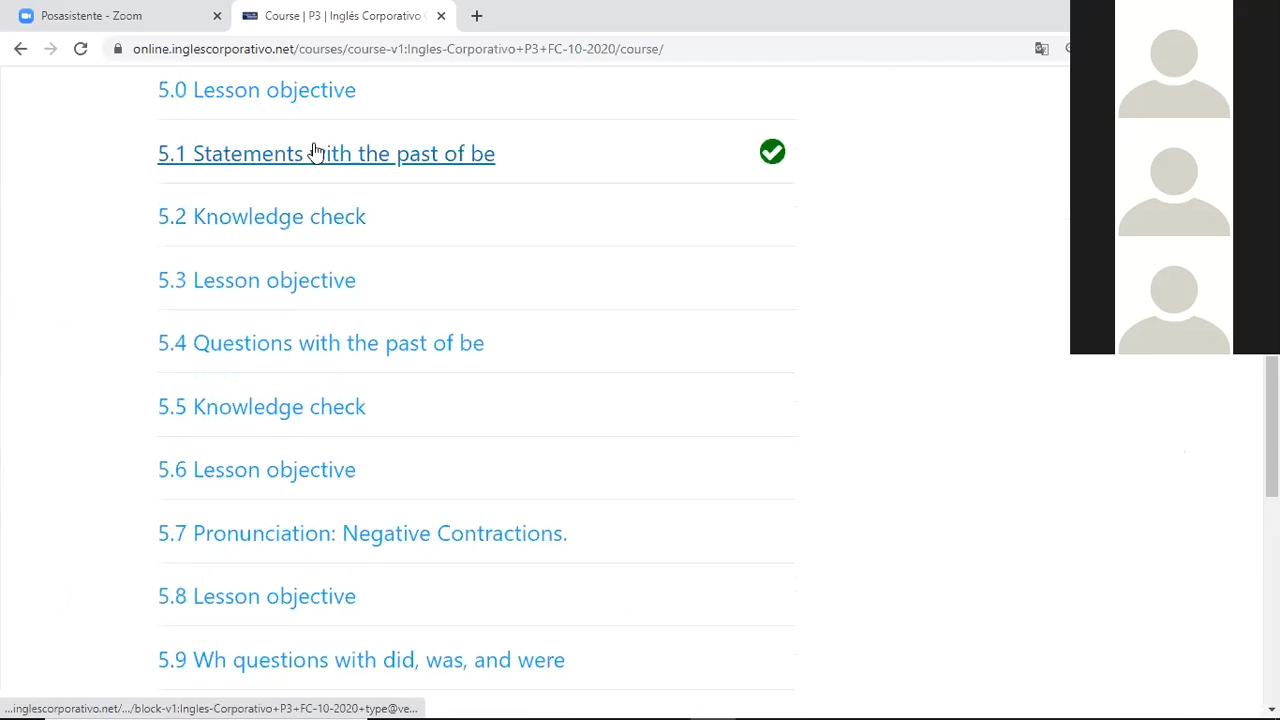 Posasistente - Zoom
Course | P3 | Inglés Corporativo
online.inglescorporativo.net/courses/course-v1:Ingles-Corporativo+P3+FC-10-2020/course/
5.0 Lesson objective
5.1 Statements with the past of be
5.2 Knowledge check
5.3 Lesson objective
5.4 Questions with the past of be
5.5 Knowledge check
5.6 Lesson objective
5.7 Pronunciation: Negative Contractions.
5.8 Lesson objective
5.9 Wh questions with did, was, and were
...inglescorporativo.net/.../block-v1:Ingles-Corporativo+P3+FC-10-2020+type@ve...